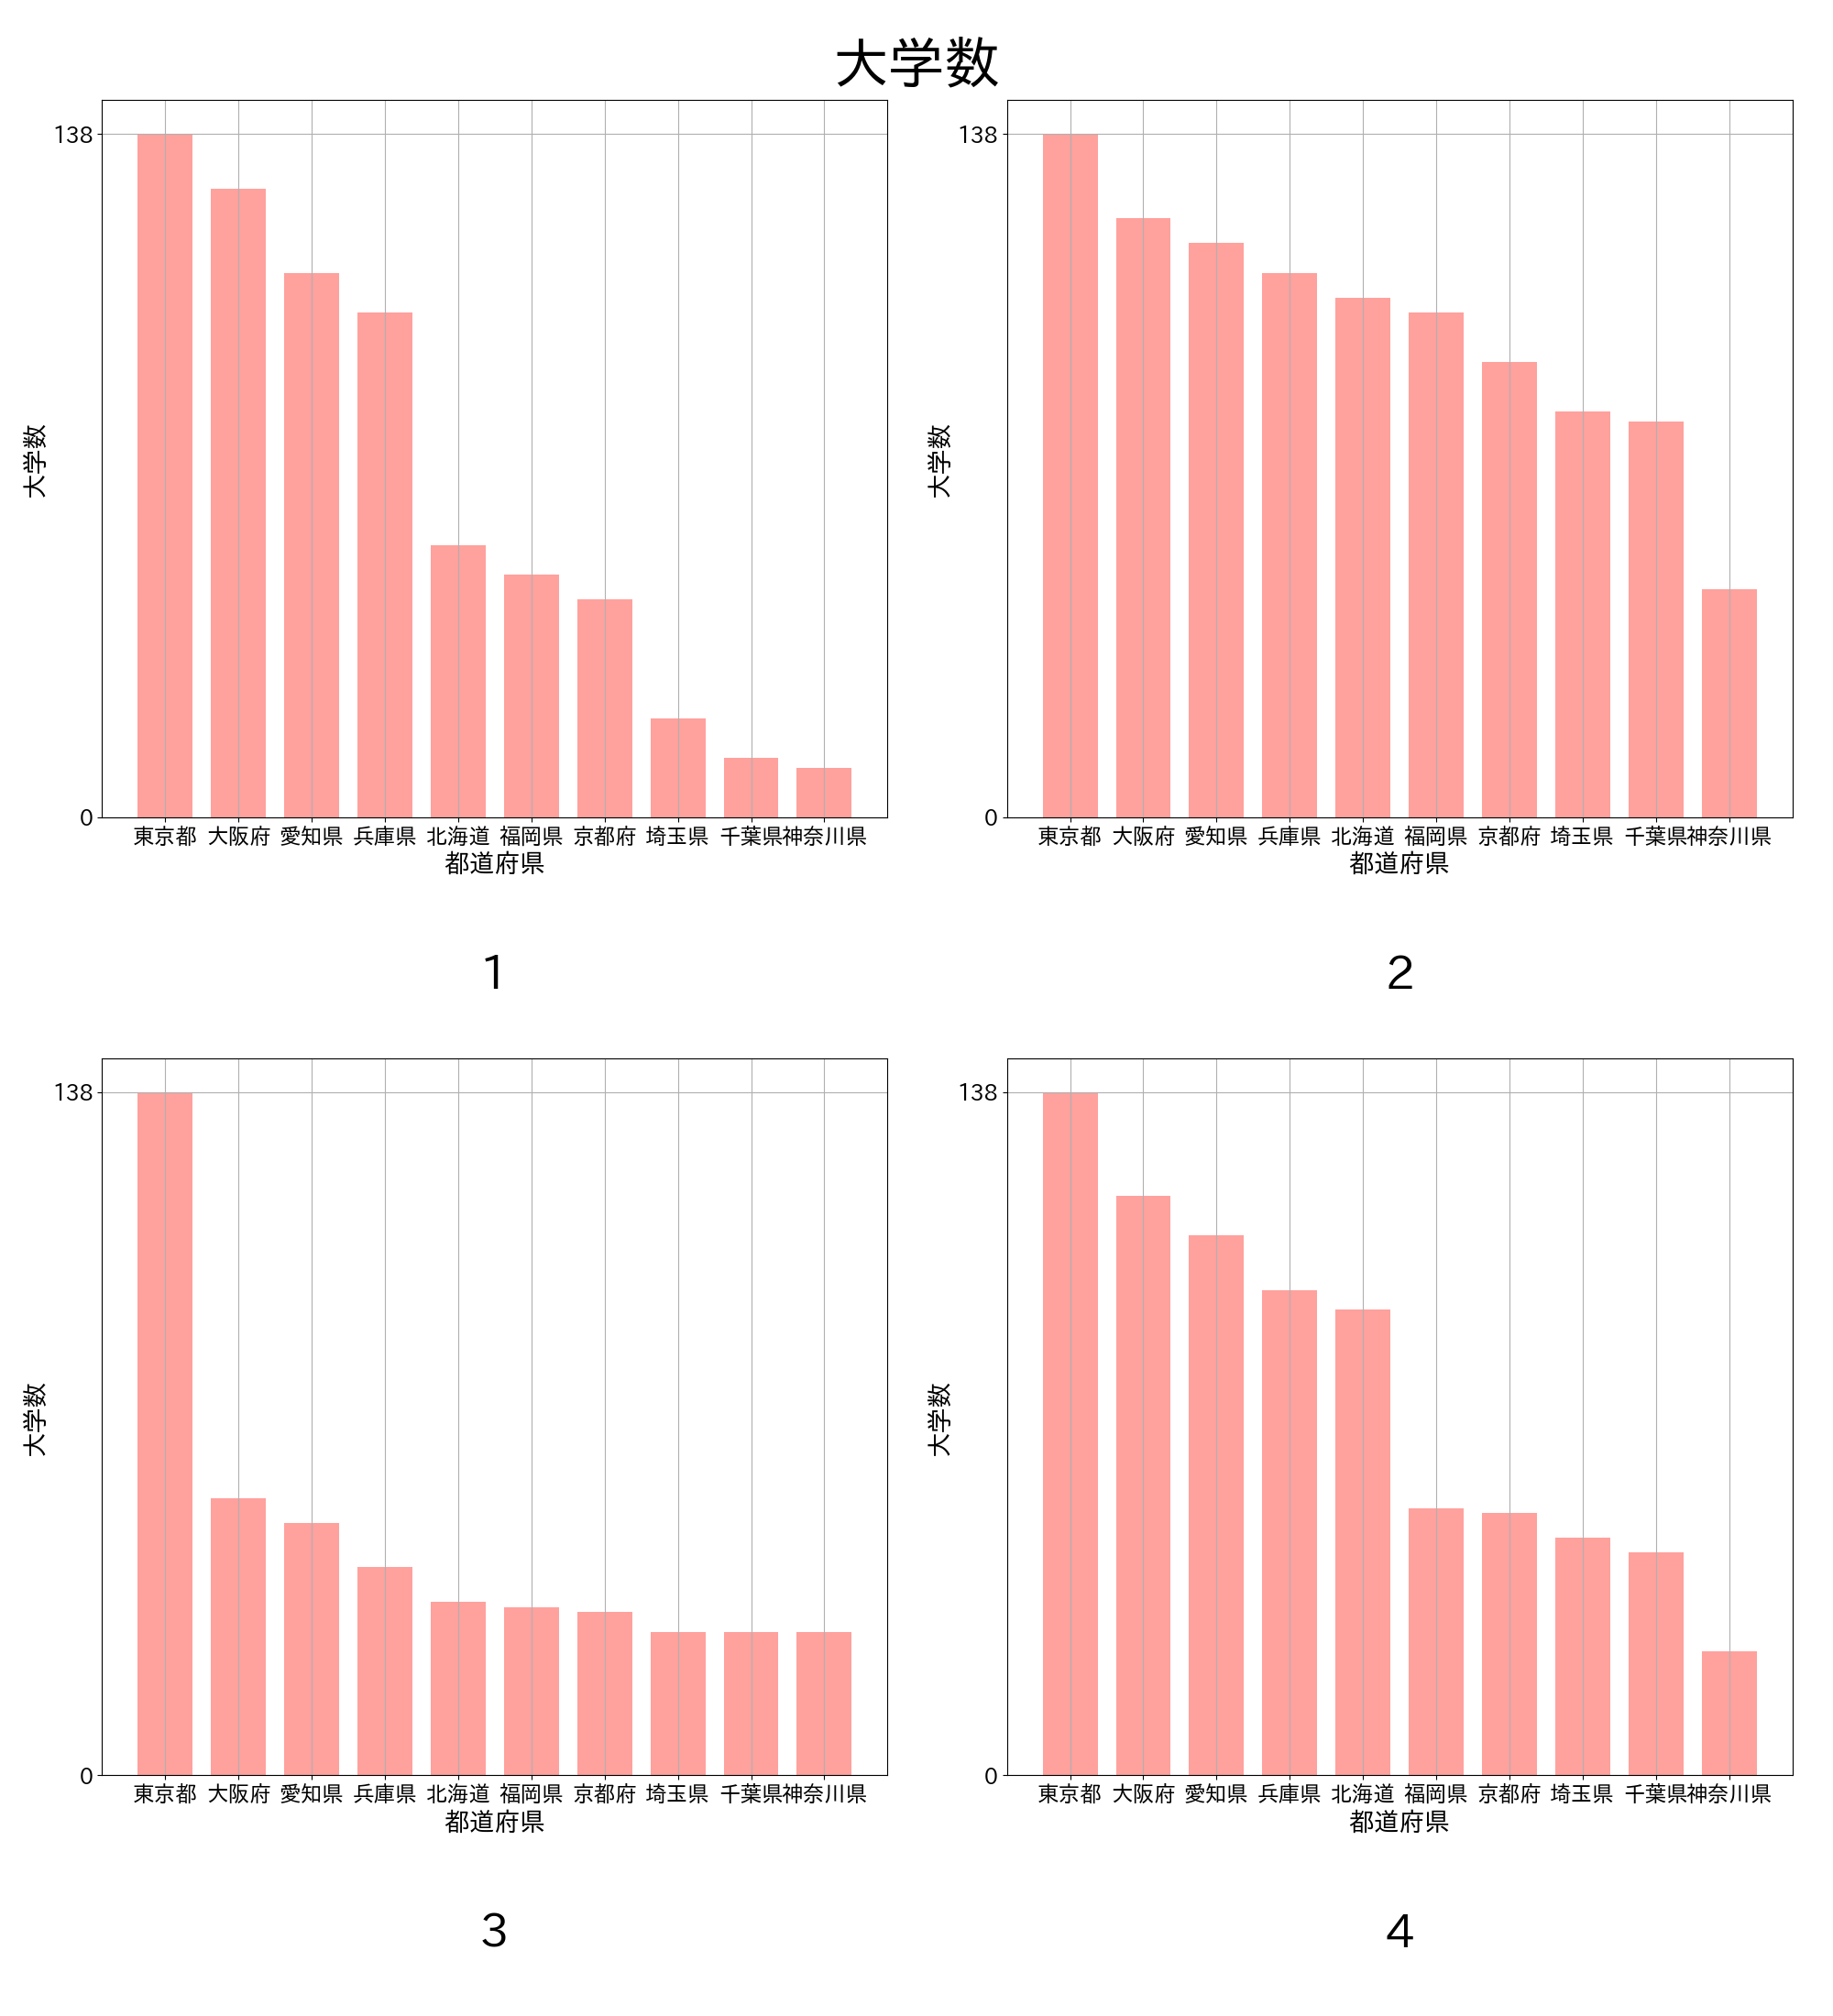 大学数
138
大学数
0
東京都 大阪府 愛知県 兵庫県 北海道 福岡県 京都府 埼玉県 千葉県 神奈川県
都道府県
1
138
大学数
0
東京都 大阪府 愛知県 兵庫県 北海道 福岡県 京都府 埼玉県 千葉県 神奈川県
都道府県
2
138
大学数
0
東京都 大阪府 愛知県 兵庫県 北海道 福岡県 京都府 埼玉県 千葉県 神奈川県
都道府県
3
138
大学数
0
東京都 大阪府 愛知県 兵庫県 北海道 福岡県 京都府 埼玉県 千葉県 神奈川県
都道府県
4